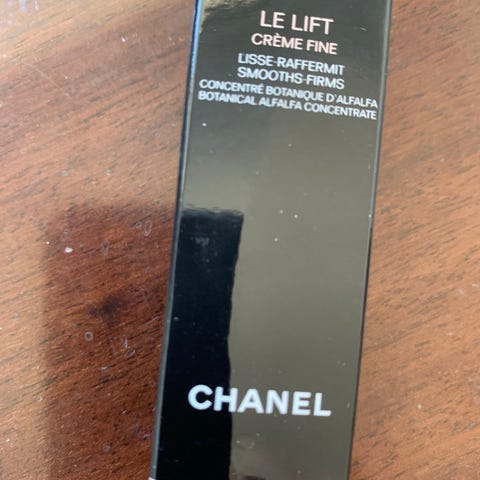 LE LIFT
CRÈME FINE
LISSE-RAFFERMIT
SMOOTHS-FIRMS
CONCENTRÉ BOTANIQUE D'ALFALFA
BOTANICAL ALFALFA CONCENTRATE
CHANEL